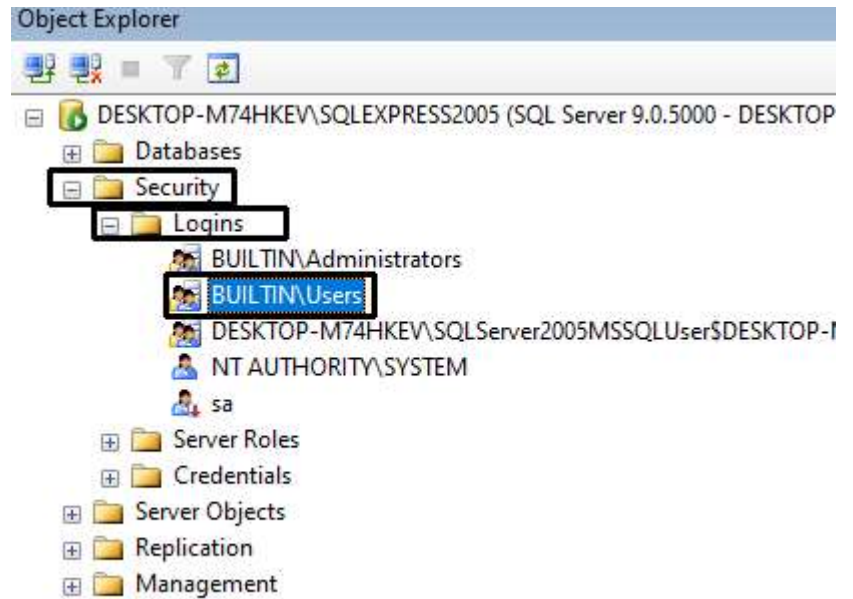 Object Explorer
DESKTOP-M74HKEV\SQLEXPRESS2005 (SQL Server 9.0.5000 - DESKTOP
Databases
Security
Logins
BUILTIN\Administrators
BUILTIN\Users
DESKTOP-M74HKEV\SQLServer2005MSSQLUser$DESKTOP-
NT AUTHORITY\SYSTEM
sa
Server Roles
Credentials
Server Objects
Replication
Management